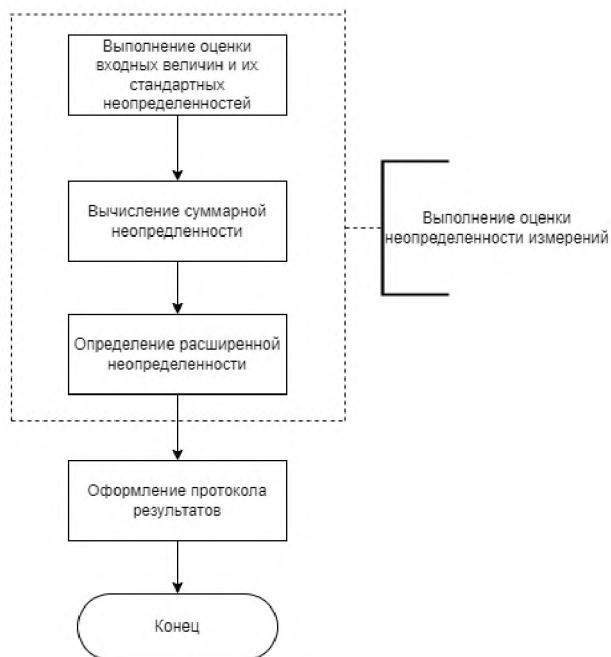 Выполнение оценки
входных величин и их
стандартных
неопределенностей
Вычисление суммарной
неопредленности
Выполнение оценки
неопределенности измерений
Определение расширенной
неопределенности
Оформление протокола
результатов
Конец